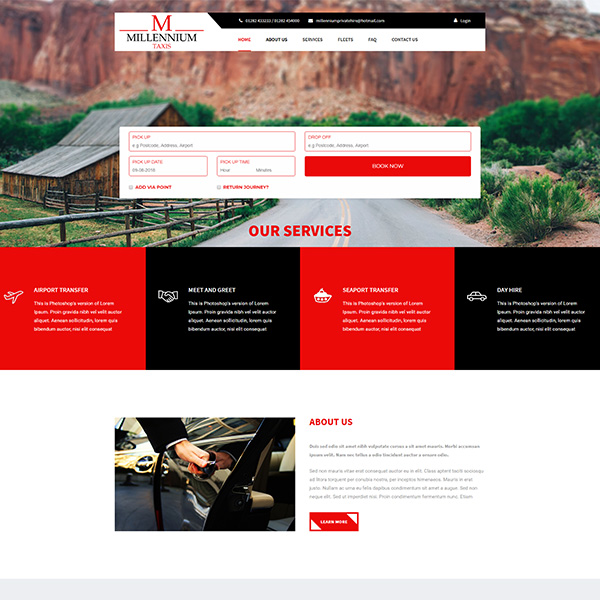 M
MILLENNIUM
TAXIS
01282 433233 / 01282 454000
millenniumprivatehire@hotmail.com
Login
HOME
ABOUT US
SERVICES
FLEETS
FAQ
CONTACT US
PICK UP
e.g Postcode, Address, Airport
DROP OFF
e.g Postcode, Address, Airport
PICK UP DATE:
09-08-2018
PICK UP TIME:
Hour
Minutes
BOOK NOW
ADD VIA POINT
RETURN JOURNEY?
OUR SERVICES
AIRPORT TRANSFER
This is Photoshop's version of Lorem
Ipsum. Proin gravida nibh vel velit auctor
aliquet. Aenean sollicitudin, lorem quis
bibendum auctor, nisi elit consequat
MEET AND GREET
This is Photoshop's version of Lorem
Ipsum. Proin gravida nibh vel velit auctor
aliquet. Aenean sollicitudin, lorem quis
bibendum auctor, nisi elit consequat
SEAPORT TRANSFER
This is Photoshop's version of Lorem
Ipsum. Proin gravida nibh vel velit auctor
aliquet. Aenean sollicitudin, lorem quis
bibendum auctor, nisi elit consequat
DAY HIRE
This is Photoshop's version of Lorem
Ipsum. Proin gravida nibh vel velit auctor
aliquet. Aenean sollicitudin, lorem quis
bibendum auctor, nisi elit consequat
ABOUT US
Duis sed odio sit amet nibh vulputate cursus a sit amet mauris. Morbi accumsan
ipsum velit. Nam nec tellus a odio tincidunt auctor a ornare odio.
Sed non mauris vitae erat consequat auctor eu in elit. Class aptent taciti sociosqu
ad litora torquent per conubia nostra, per inceptos himenaeos. Mauris in erat
justo. Nullam ac urna eu felis dapibus condimentum sit amet a augue. Sed non
neque elit. Sed ut imperdiet nisi. Proin condimentum fermentum nunc. Etiam
LEARN MORE